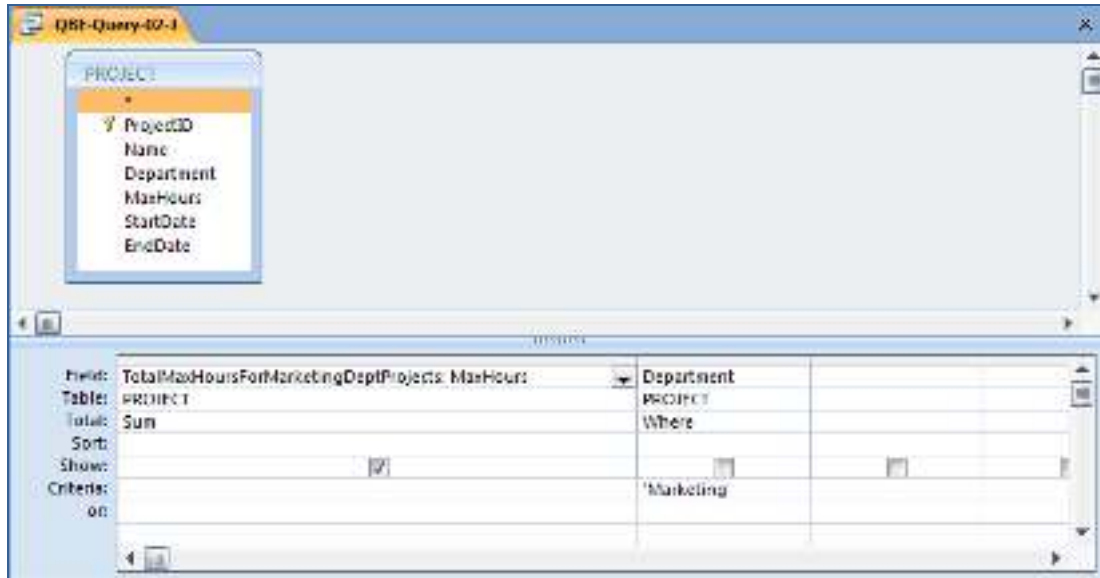 QBE-Query-02-J
PROJECT
*
ProjectID
Name
Department
MaxHours
StartDate
EndDate
Field: TotalMaxHoursForMarketingDeptProjects: MaxHours Department
Table: PROJECT PROJECT
Total: Sum Where
Sort:
Show:
Criteria: 'Marketing
or: